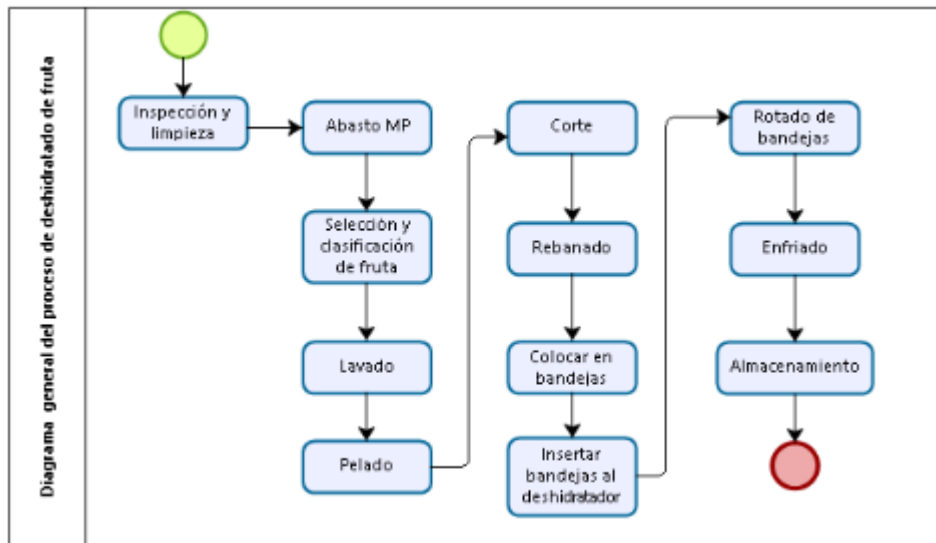 Diagrama general del proceso de deshidratado de fruta
Inspección y
limpieza
Abasto MP
Selección y
clasificación
de fruta
Lavado
Pelado
Corte
Rebanado
Colocar en
bandejas
Insertar
bandejas al
deshidratador
Rotado de
bandejas
Enfriado
Almacenamiento